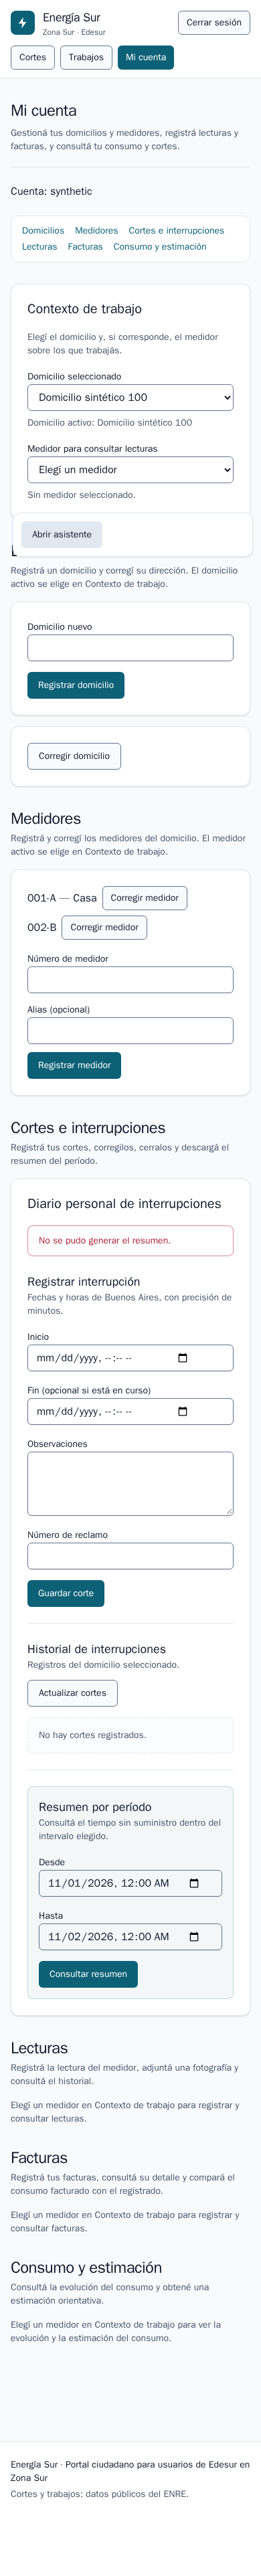 Energía Sur
Zona Sur · Edesur
Cerrar sesión
Cortes
Trabajos
Mi cuenta
Mi cuenta
Gestioná tus domicilios y medidores, registrá lecturas y
facturas, y consultá tu consumo y cortes.
Cuenta: synthetic
Domicilios
Medidores
Cortes e interrupciones
Lecturas
Facturas
Consumo y estimación
Contexto de trabajo
Elegí el domicilio y, si corresponde, el medidor
sobre los que trabajás.
Domicilio seleccionado
Domicilio sintético 100
Domicilio activo: Domicilio sintético 100
Medidor para consultar lecturas
Elegí un medidor
Sin medidor seleccionado.
Abrir asistente
Registrá un domicilio y corregí su dirección. El domicilio
activo se elige en Contexto de trabajo.
Domicilio nuevo
Registrar domicilio
Corregir domicilio
Medidores
Registrá y corregí los medidores del domicilio. El medidor
activo se elige en Contexto de trabajo.
001-A — Casa
Corregir medidor
002-B
Corregir medidor
Número de medidor
Alias (opcional)
Registrar medidor
Cortes e interrupciones
Registrá tus cortes, corregilos, cerralos y descargá el
resumen del período.
Diario personal de interrupciones
No se pudo generar el resumen.
Registrar interrupción
Fechas y horas de Buenos Aires, con precisión de
minutos.
Inicio
mm/dd/yyyy, --:-- --
Fin (opcional si está en curso)
mm/dd/yyyy, --:-- --
Observaciones
Número de reclamo
Guardar corte
Historial de interrupciones
Registros del domicilio seleccionado.
Actualizar cortes
No hay cortes registrados.
Resumen por período
Consultá el tiempo sin suministro dentro del
intervalo elegido.
Desde
11/01/2026, 12:00 AM
Hasta
11/02/2026, 12:00 AM
Consultar resumen
Lecturas
Registrá la lectura del medidor, adjuntá una fotografía y
consultá el historial.
Elegí un medidor en Contexto de trabajo para registrar y
consultar lecturas.
Facturas
Registrá tus facturas, consultá su detalle y compará el
consumo facturado con el registrado.
Elegí un medidor en Contexto de trabajo para registrar y
consultar facturas.
Consumo y estimación
Consultá la evolución del consumo y obtené una
estimación orientativa.
Elegí un medidor en Contexto de trabajo para ver la
evolución y la estimación del consumo.
Energía Sur · Portal ciudadano para usuarios de Edesur en
Zona Sur
Cortes y trabajos: datos públicos del ENRE.